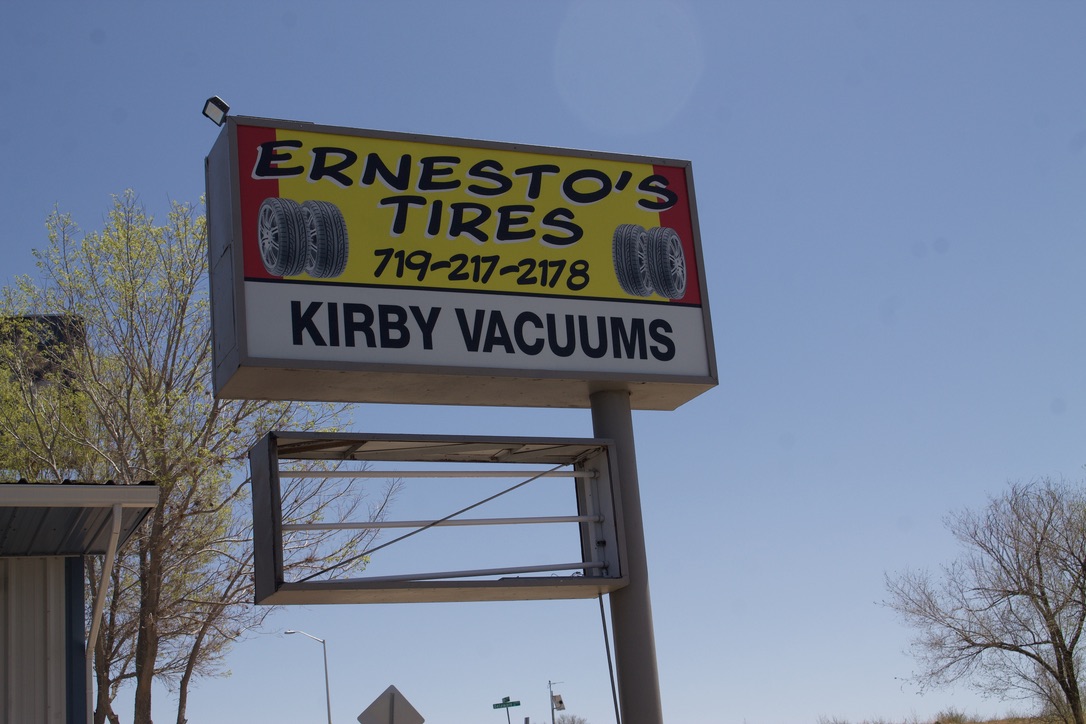 ERNESTO'S
TIRES
719-217-2178
KIRBY VACUUMS